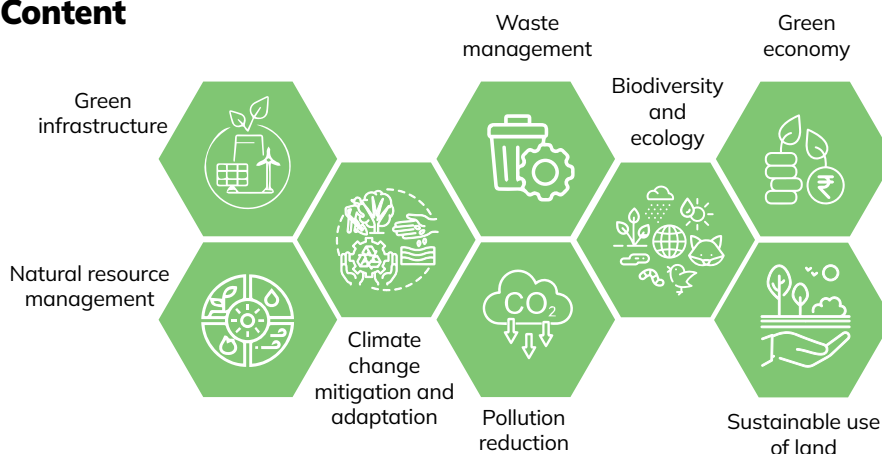 Content
Waste
management
Green
economy
Green
infrastructure
Biodiversity
and
ecology
₹
Natural resource
management
CO₂
Climate
change
mitigation and
adaptation
Pollution
reduction
Sustainable use
of land